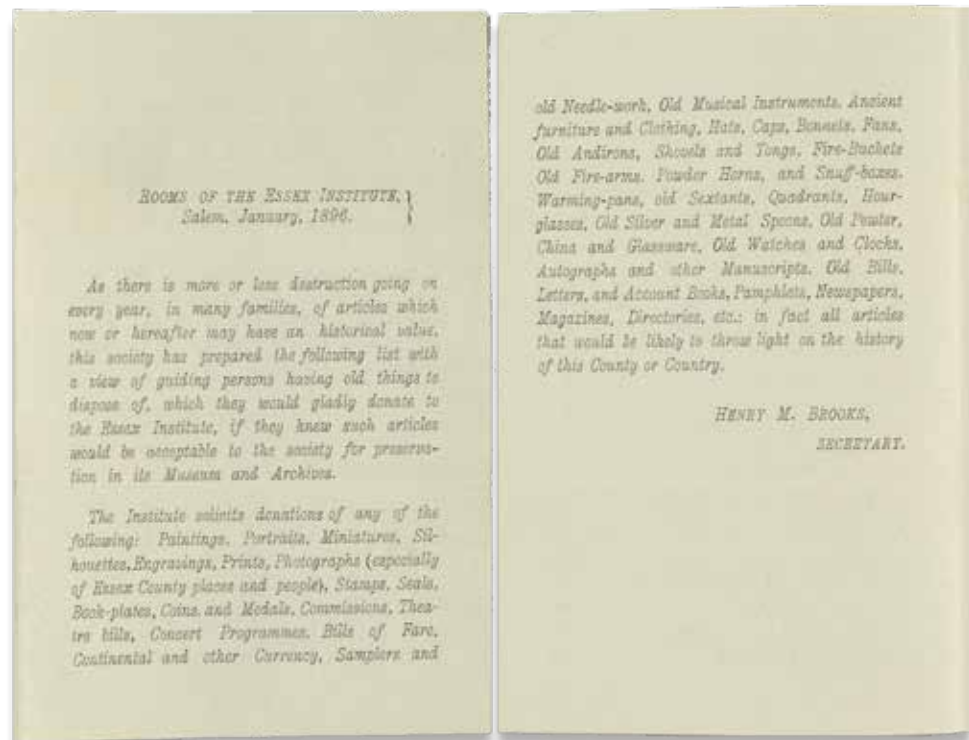 ROOMS OF THE ESSEX INSTITUTE, }
Salem, January, 1896.
As there is more or less destruction going on
every year, in many families, of articles which
now or hereafter may have an historical value,
this society has prepared the following list with
a view of guiding persons having old things to
dispose of, which they would gladly donate to
the Essex Institute, if they knew such articles
would be acceptable to the society for preserva-
tion in its Museum and Archives.
The Institute solicits donations of any of the
following: Paintings, Portraits, Miniatures, Sil-
houettes, Engravings, Prints, Photographs (especially
of Essex County places and people), Stamps, Seals,
Book-plates, Coins, and Medals, Commissions, Thea-
tre bills, Concert Programmes, Bills of Fare,
Continental and other Currency, Samplers and
old Needle-work, Old Musical Instruments, Ancient
furniture and Clothing, Hats, Caps, Bonnets, Fans,
Old Andirons, Shovels and Tongs, Fire-Buckets
Old Fire-arms, Powder Horns, and Snuff-boxes,
Warming-pans, old Sextants, Quadrants, Hour-
glasses, Old Silver and Metal Spoons, Old Pewter,
China and Glassware, Old Watches and Clocks,
Autographs and other Manuscripts, Old Bills,
Letters, and Account Books, Pamphlets, Newspapers,
Magazines, Directories, etc.; in fact all articles
that would be likely to throw light on the history
of this County or Country.
HENRY M. BROOKS,
SECRETARY.